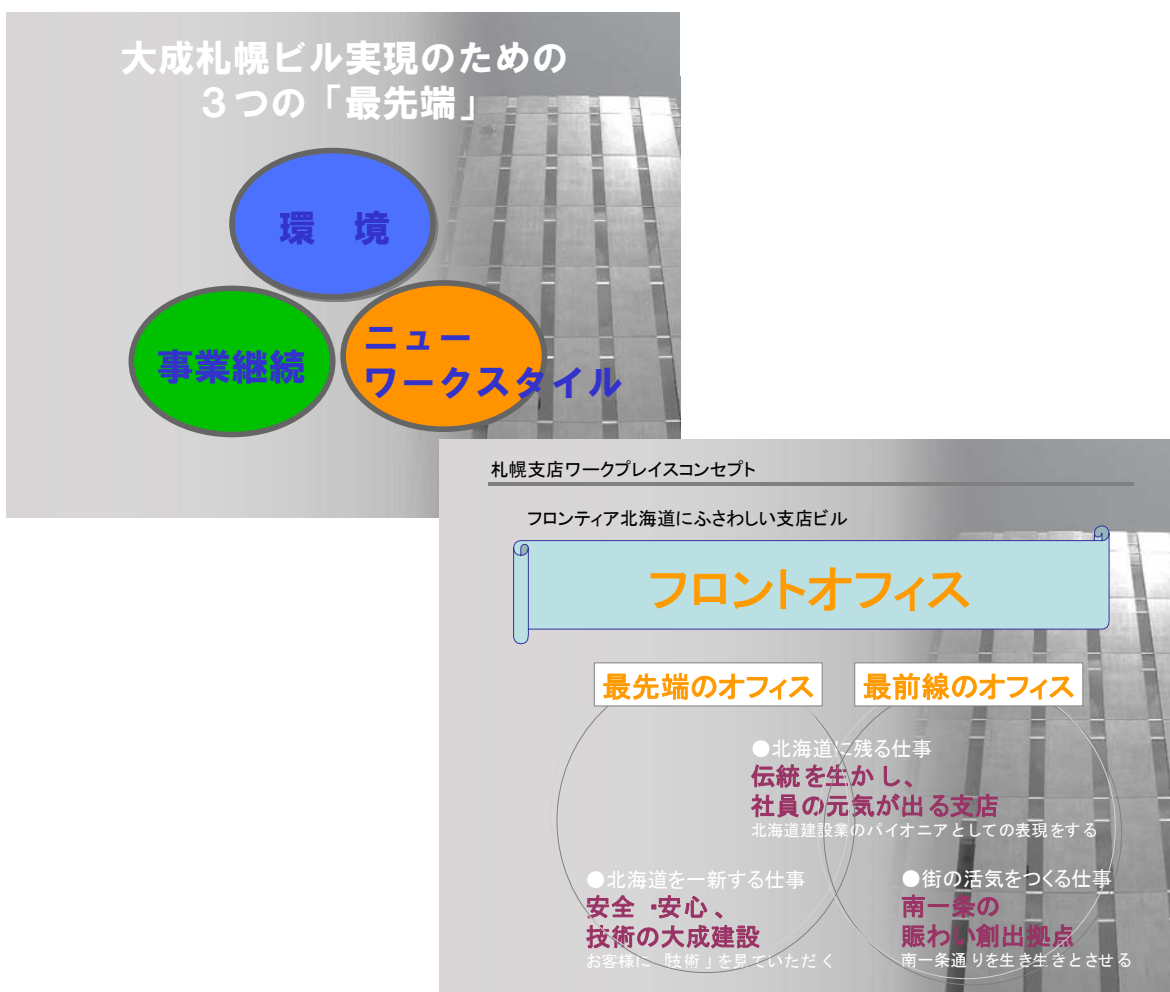 大成札幌ビル実現のための
３つの「最先端」
環　境
事業継続
ニュー
ワークスタイル
札幌支店ワークプレイスコンセプト
フロンティア北海道にふさわしい支店ビル
フロントオフィス
最先端のオフィス
最前線のオフィス
●北海道に残る仕事
伝統を生かし、
社員の元気が出る支店
北海道建設業のパイオニアとしての表現をする
●北海道を一新する仕事
安全・安心、
技術の大成建設
お客様に「技術」を見ていただく
●街の活気をつくる仕事
南一条の
賑わい創出拠点
南一条通りを生き生きとさせる